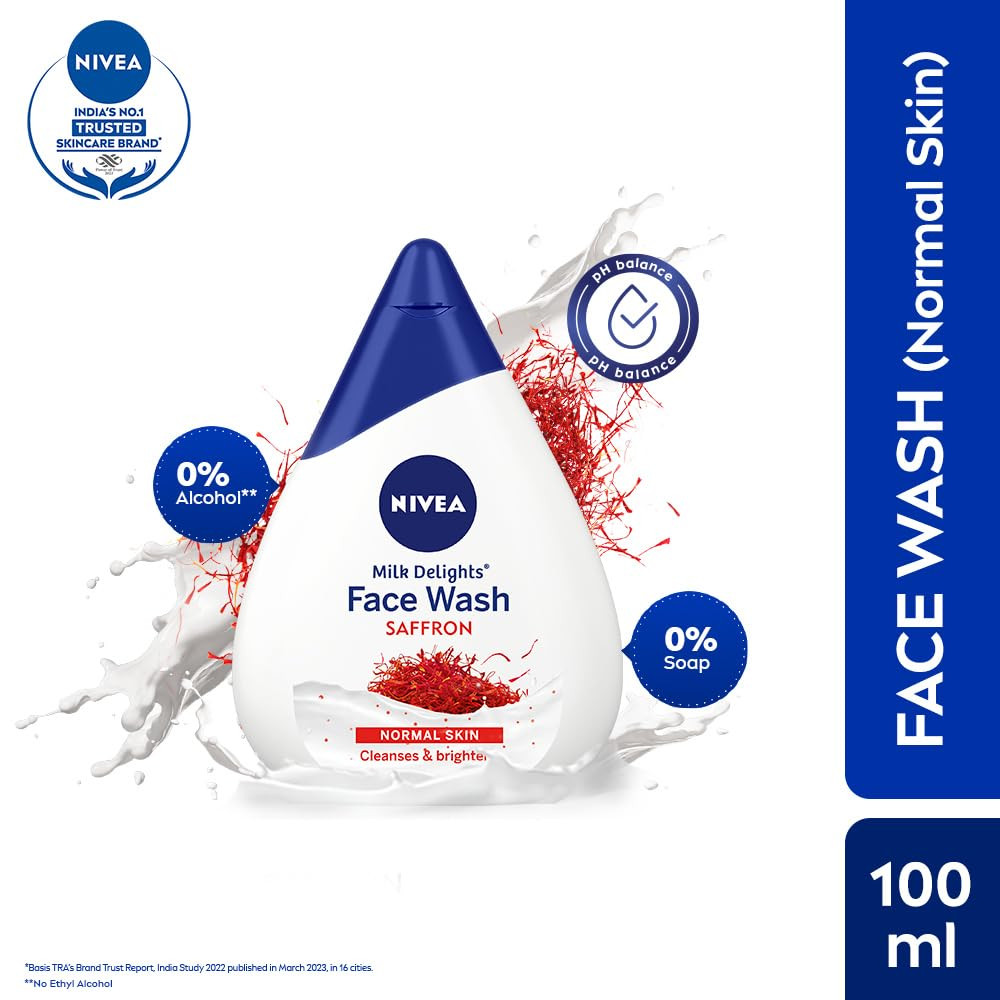 NIVEA
INDIA'S NO.1
TRUSTED
SKINCARE BRAND*
pH balance
pH balance
0%
Alcohol**
NIVEA
Milk Delights®
Face Wash
SAFFRON
0%
Soap
NORMAL SKIN
Cleanses & brighte
FACE WASH (Normal Skin)
100
ml
*Basis TRA's Brand Trust Report, India Study 2022 published in March 2023, in 16 cities.
**No Ethyl Alcohol